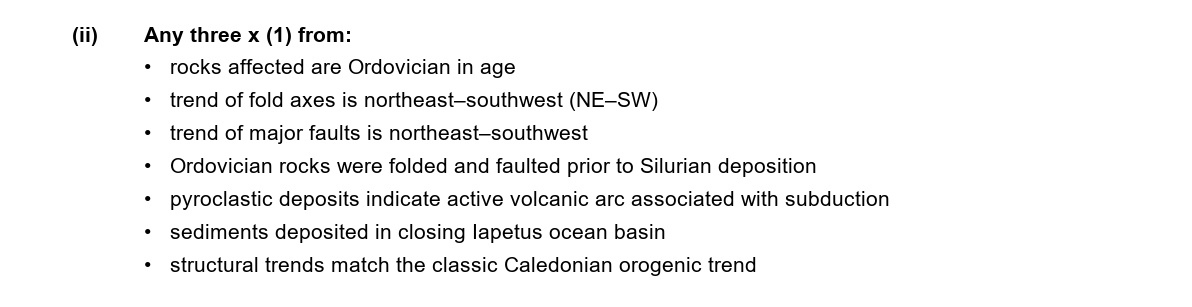 (ii) Any three x (1) from:
• rocks affected are Ordovician in age
• trend of fold axes is northeast–southwest (NE–SW)
• trend of major faults is northeast–southwest
• Ordovician rocks were folded and faulted prior to Silurian deposition
• pyroclastic deposits indicate active volcanic arc associated with subduction
• sediments deposited in closing Iapetus ocean basin
• structural trends match the classic Caledonian orogenic trend